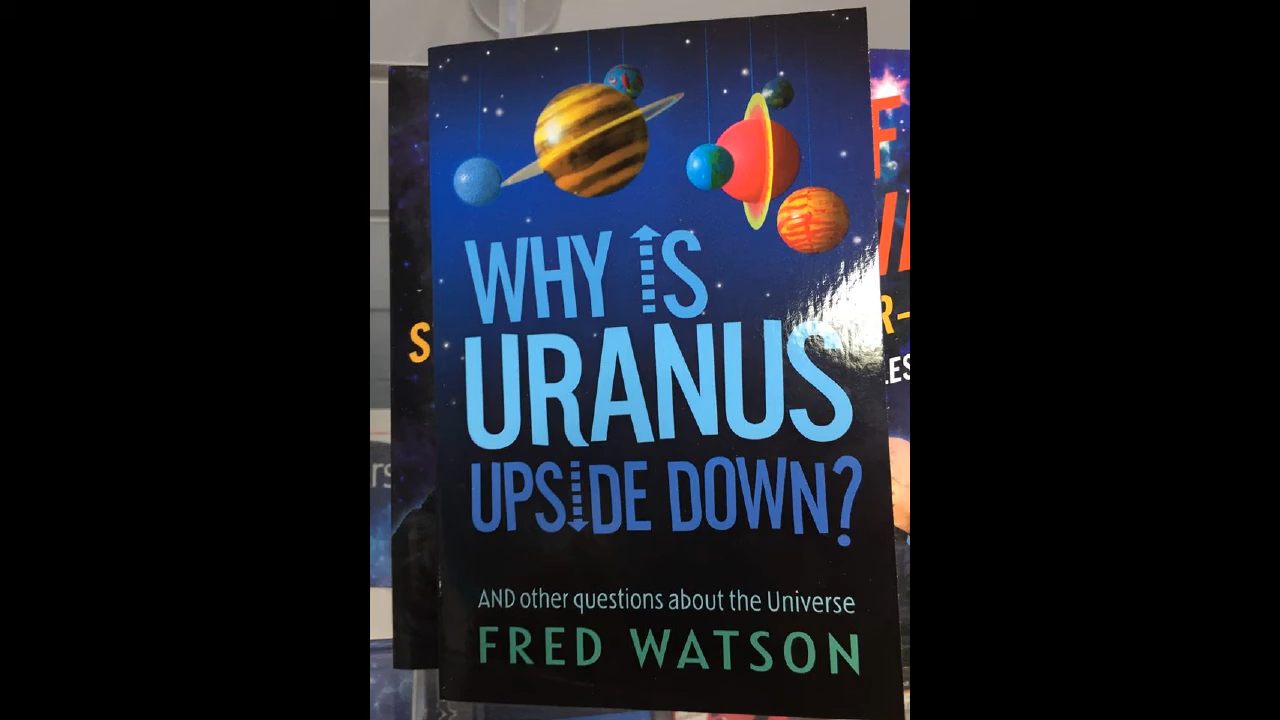 WHY IS
URANUS
UPSIDE DOWN?
AND other questions about the Universe
FRED WATSON